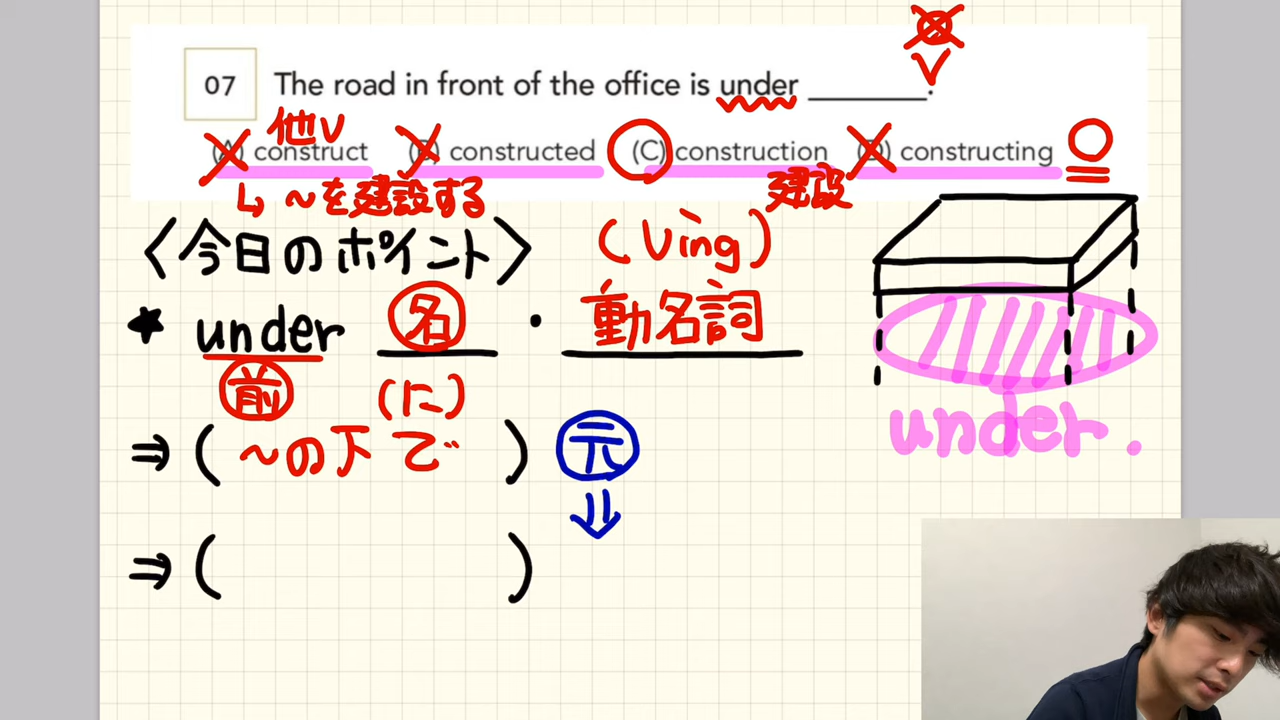 07 The road in front of the office is under ________.
V
他V
(A) construct (B) constructed (C) construction (D) constructing
↳ ～を建設する
建設
〈今日のポイント〉
(Ving)
★ under 名・動名詞
前 (に)
⇒ (～の下で) 元
under.
⇒ ( )